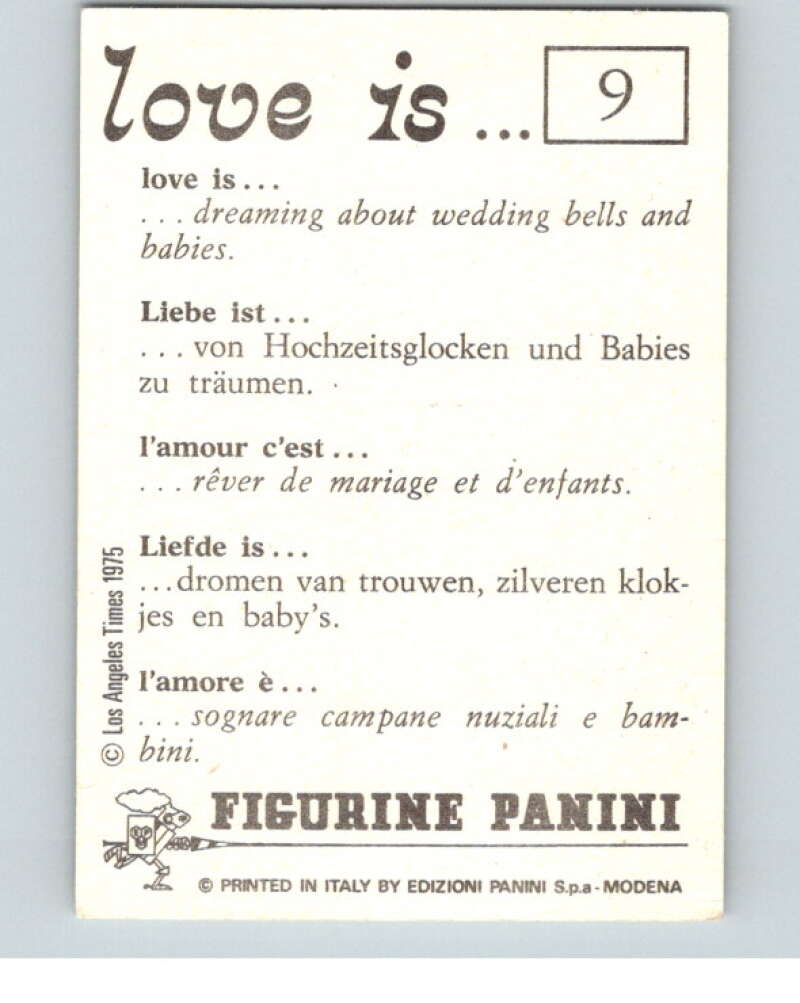 love is ... 9
love is...
...dreaming about wedding bells and
babies.
Liebe ist...
...von Hochzeitsglocken und Babies
zu träumen.
l'amour c'est...
...rêver de mariage et d'enfants.
Liefde is...
...dromen van trouwen, zilveren klok-
jes en baby's.
l'amore è...
...sognare campane nuziali e bam-
bini.
© Los Angeles Times 1975
FIGURINE PANINI
© PRINTED IN ITALY BY EDIZIONI PANINI S.p.a - MODENA